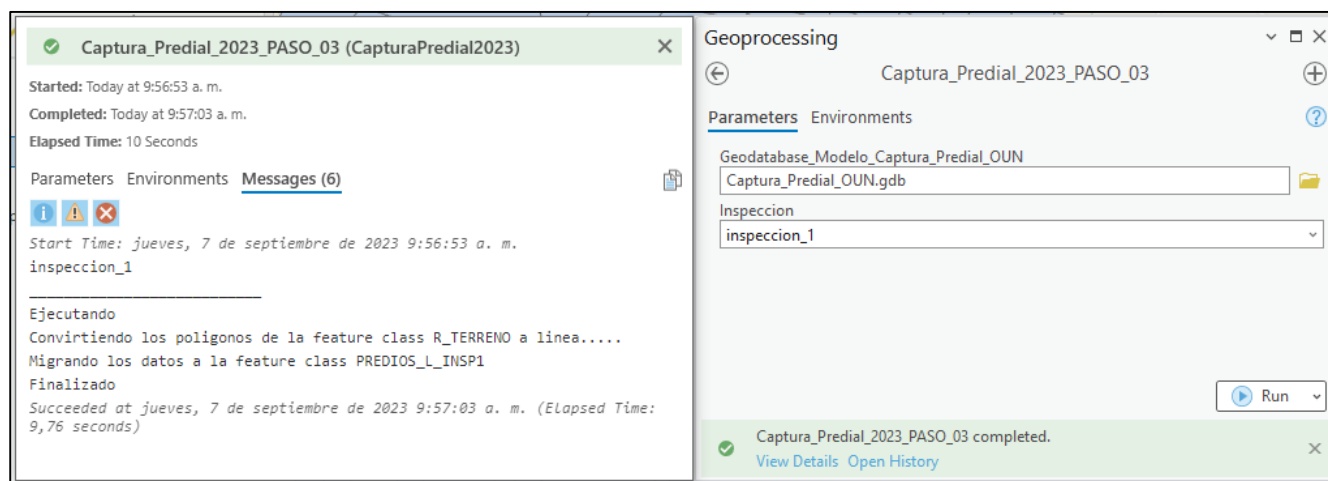 Captura_Predial_2023_PASO_03 (CapturaPredial2023)
Started: Today at 9:56:53 a. m.
Completed: Today at 9:57:03 a. m.
Elapsed Time: 10 Seconds
Parameters Environments Messages (6)
Start Time: jueves, 7 de septiembre de 2023 9:56:53 a. m.
inspeccion_1
Ejecutando
Convirtiendo los poligonos de la feature class R_TERRENO a linea.....
Migrando los datos a la feature class PREDIOS_L_INSP1
Finalizado
Succeeded at jueves, 7 de septiembre de 2023 9:57:03 a. m. (Elapsed Time:
9,76 seconds)
Geoprocessing
Captura_Predial_2023_PASO_03
Parameters Environments
Geodatabase_Modelo_Captura_Predial_OUN
Captura_Predial_OUN.gdb
Inspeccion
inspeccion_1
Run
Captura_Predial_2023_PASO_03 completed.
View Details Open History